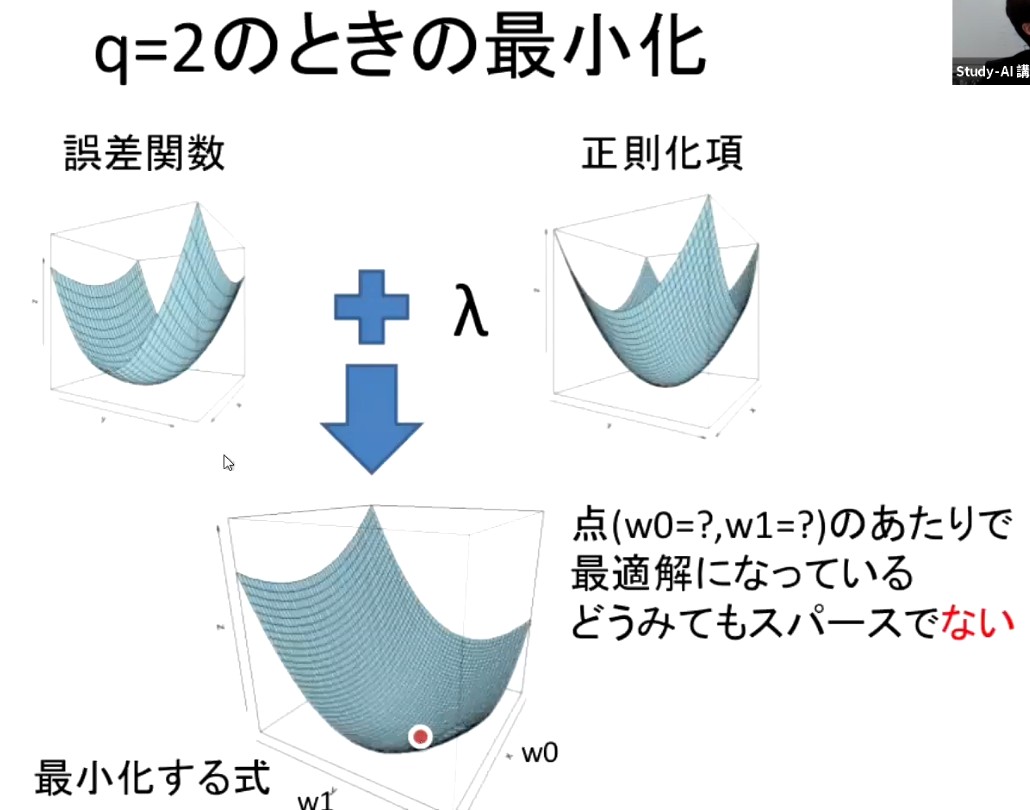 q=2のときの最小化
Study-AI 講
誤差関数
正則化項
λ
点(w0=?,w1=?)のあたりで
最適解になっている
どうみてもスパースでない
w0
最小化する式
w1